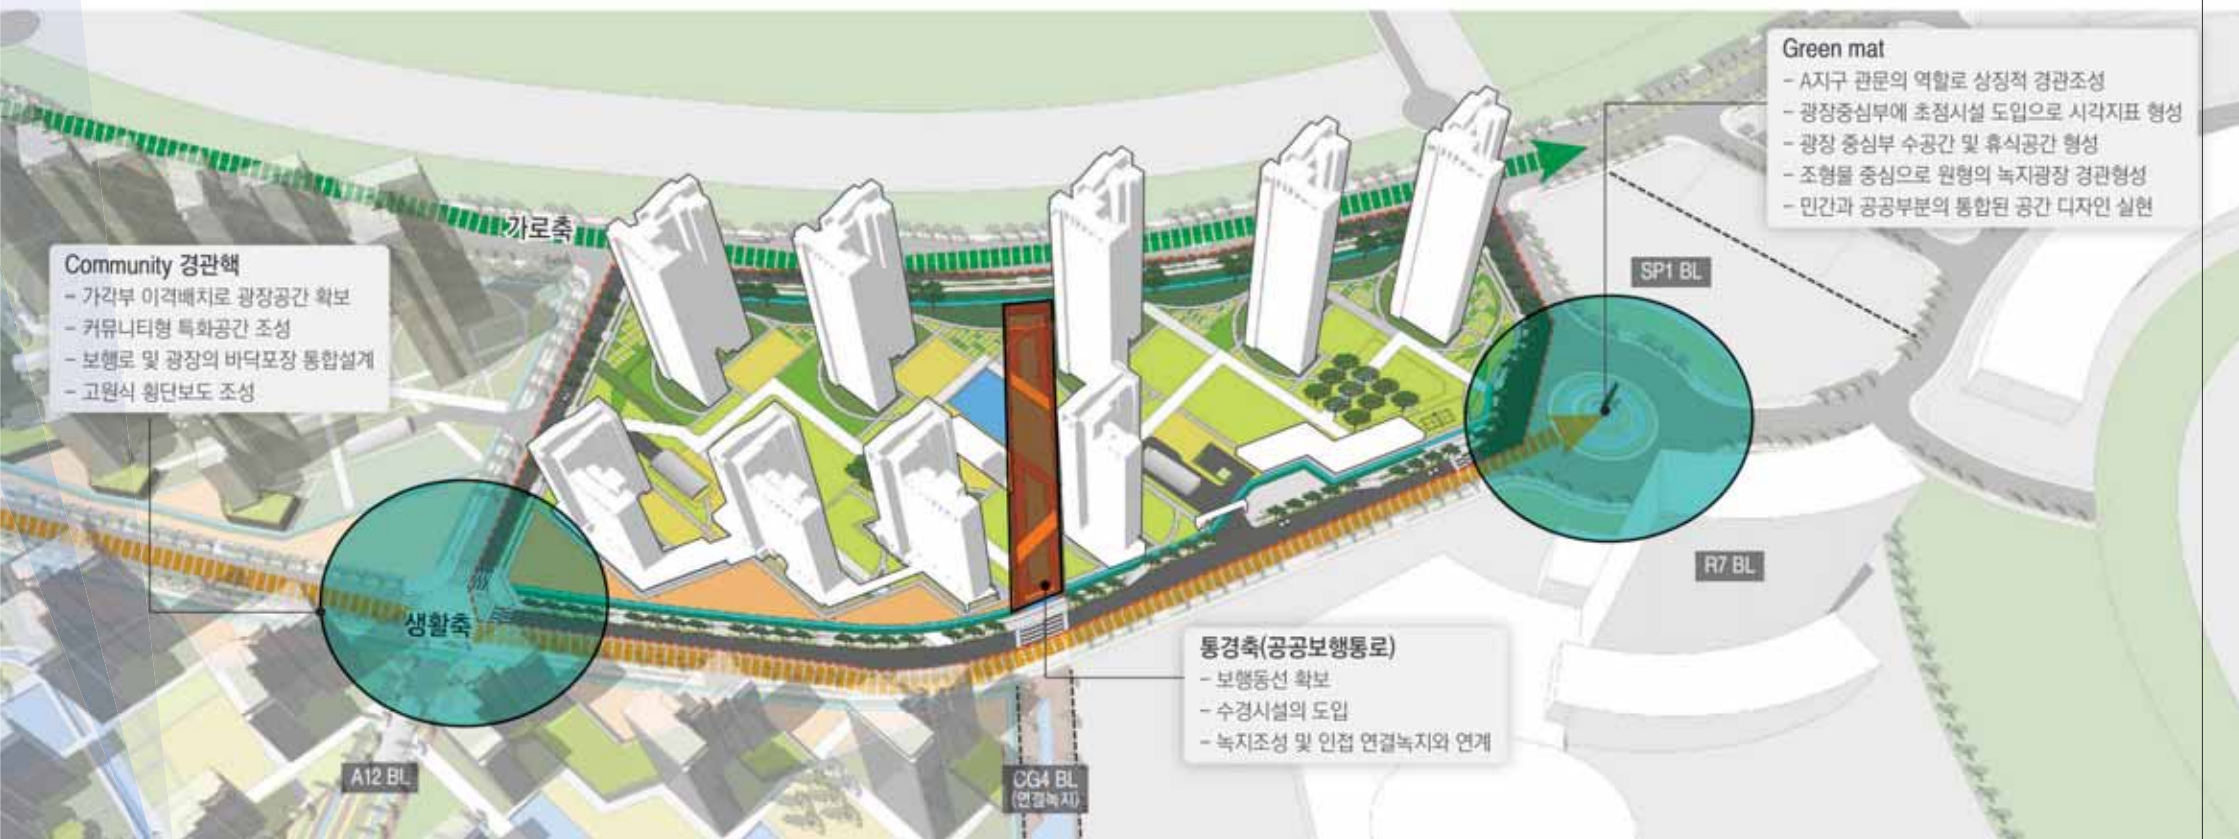 Green mat
- A지구 관문의 역할로 상징적 경관조성
- 광장중심부에 초점시설 도입으로 시각지표 형성
- 광장 중심부 수공간 및 휴식공간 형성
- 조형물 중심으로 원형의 녹지광장 경관형성
- 민간과 공공부분의 통합된 공간 디자인 실현
가로축
Community 경관핵
- 가각부 이격배치로 광장공간 확보
- 커뮤니티형 특화공간 조성
- 보행로 및 광장의 바닥포장 통합설계
- 고원식 횡단보도 조성
SP1 BL
R7 BL
생활축
통경축(공공보행통로)
- 보행동선 확보
- 수경시설의 도입
- 녹지조성 및 인접 연결녹지와 연계
A12 BL
CG4 BL
(연결녹지)